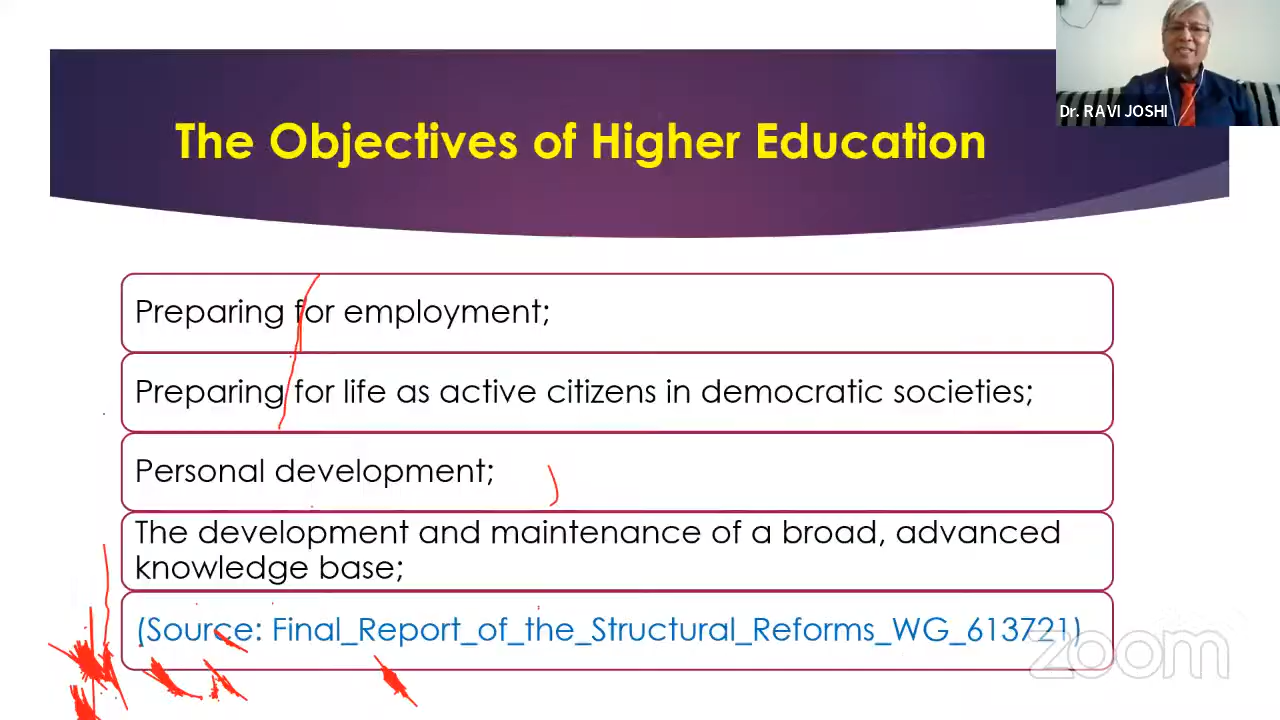 Dr. RAVI JOSHI
The Objectives of Higher Education
Preparing for employment;
Preparing for life as active citizens in democratic societies;
Personal development;
The development and maintenance of a broad, advanced
knowledge base;
(Source: Final_Report_of_the_Structural_Reforms_WG_613721)
zoom